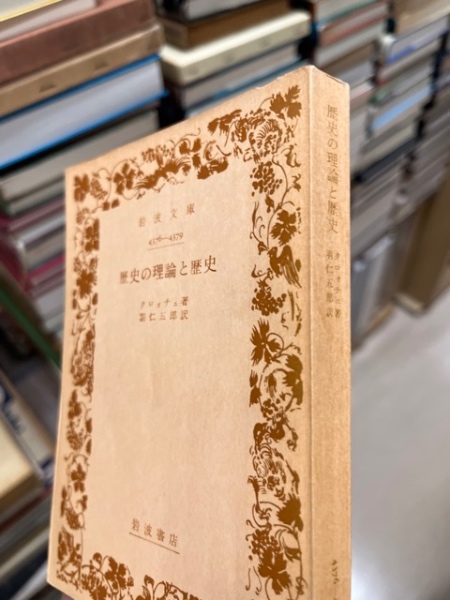 岩波文庫
4376—4379
歴史の理論と歴史
クロォチェ著
羽仁五郎訳
岩波書店
歴史の理論と歴史
クロォチェ著
羽仁五郎訳